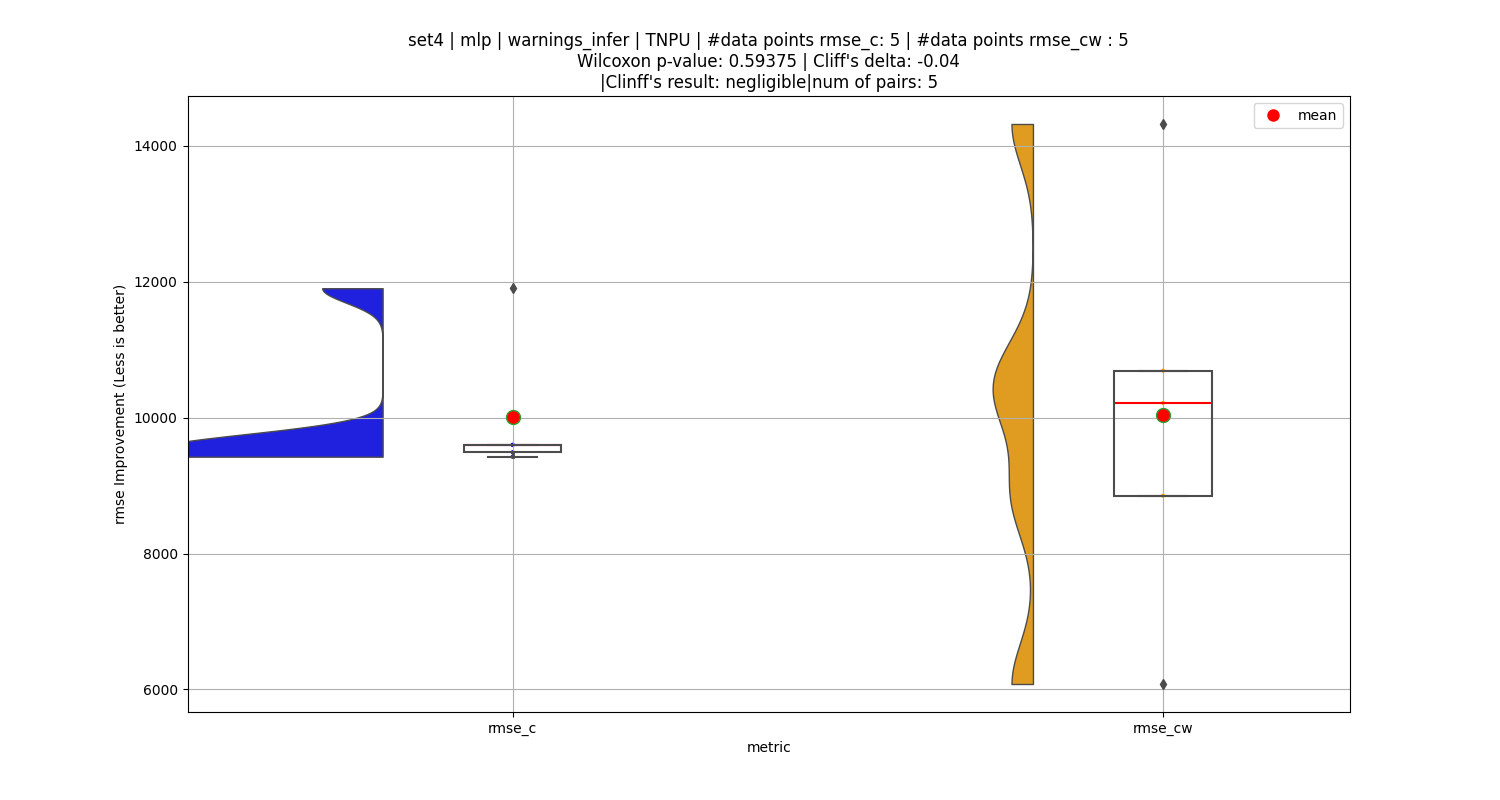 set4 | mlp | warnings_infer | TNPU | #data points rmse_c: 5 | #data points rmse_cw : 5
Wilcoxon p-value: 0.59375 | Cliff's delta: -0.04
|Clinff's result: negligible|num of pairs: 5
mean
14000
12000
10000
8000
6000
rmse Improvement (Less is better)
rmse_c
rmse_cw
metric